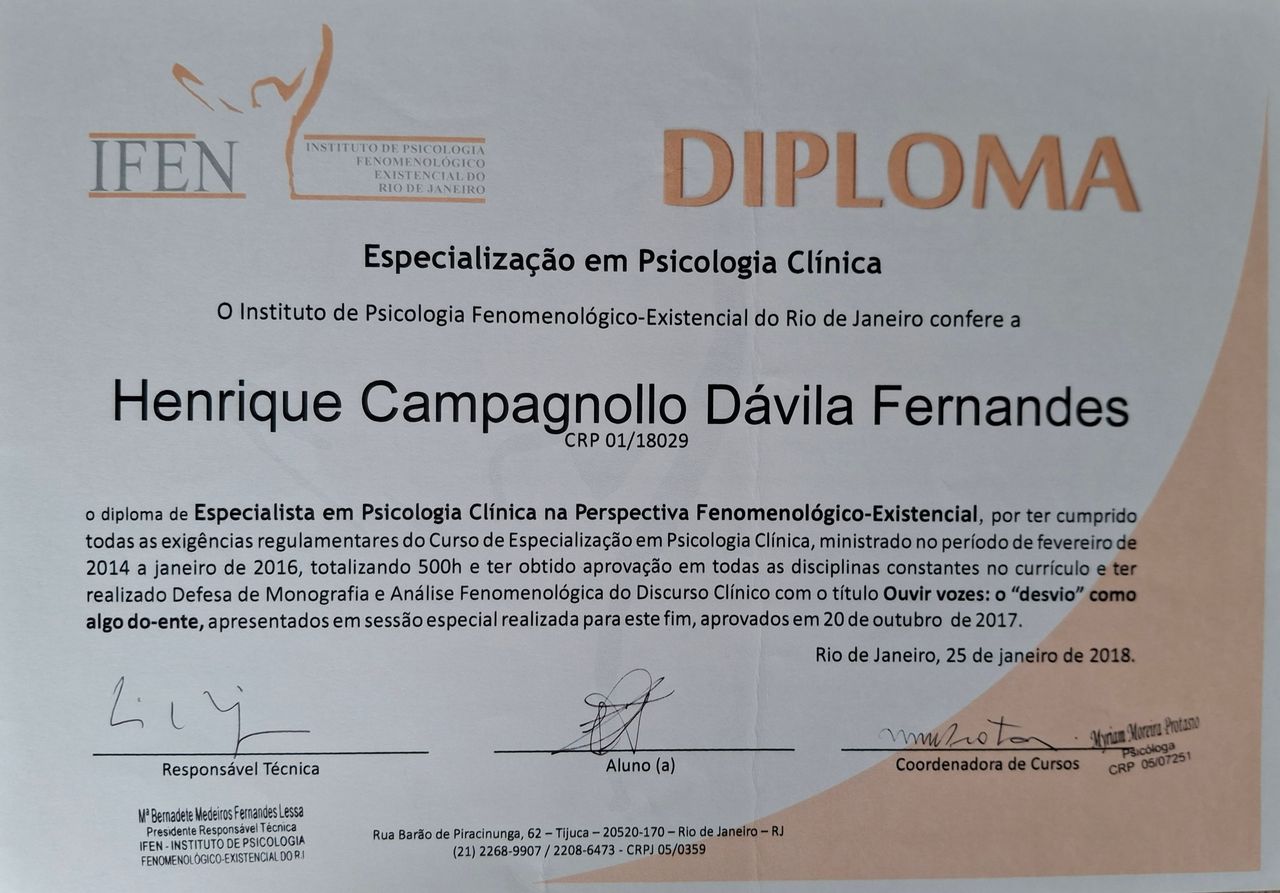 IFEN
INSTITUTO DE PSICOLOGIA
FENOMENOLÓGICO
EXISTENCIAL DO
RIO DE JANEIRO
DIPLOMA
Especialização em Psicologia Clínica
O Instituto de Psicologia Fenomenológico-Existencial do Rio de Janeiro confere a
Henrique Campagnollo Dávila Fernandes
CRP 01/18029
o diploma de Especialista em Psicologia Clínica na Perspectiva Fenomenológico-Existencial, por ter cumprido
todas as exigências regulamentares do Curso de Especialização em Psicologia Clínica, ministrado no período de fevereiro de
2014 a janeiro de 2016, totalizando 500h e ter obtido aprovação em todas as disciplinas constantes no currículo e ter
realizado Defesa de Monografia e Análise Fenomenológica do Discurso Clínico com o título Ouvir vozes: o “desvio” como
algo do-ente, apresentados em sessão especial realizada para este fim, aprovados em 20 de outubro de 2017.
Rio de Janeiro, 25 de janeiro de 2018.
Responsável Técnica
Aluno (a)
Coordenadora de Cursos
Myriam Moreira Protasio
Psicóloga
CRP 05/07251
Mª Bernadete Medeiros Fernandes Lessa
Presidente Responsável Técnica
IFEN - INSTITUTO DE PSICOLOGIA
FENOMENOLÓGICO-EXISTENCIAL DO RJ
Rua Barão de Piracinunga, 62 – Tijuca – 20520-170 – Rio de Janeiro – RJ
(21) 2268-9907 / 2208-6473 - CRPJ 05/0359